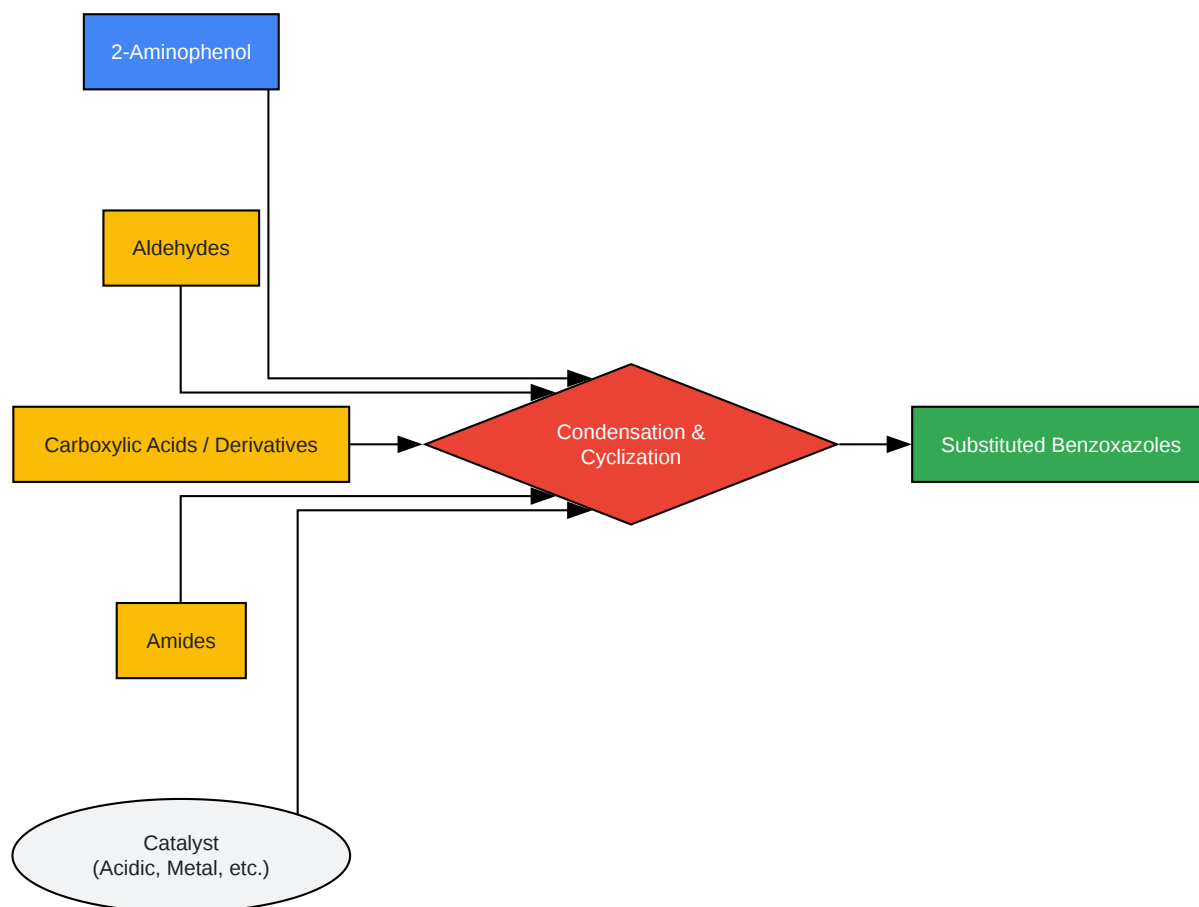 2-Aminophenol
Aldehydes
Carboxylic Acids / Derivatives
Condensation &
Cyclization
Substituted Benzoxazoles
Amides
Catalyst
(Acidic, Metal, etc.)